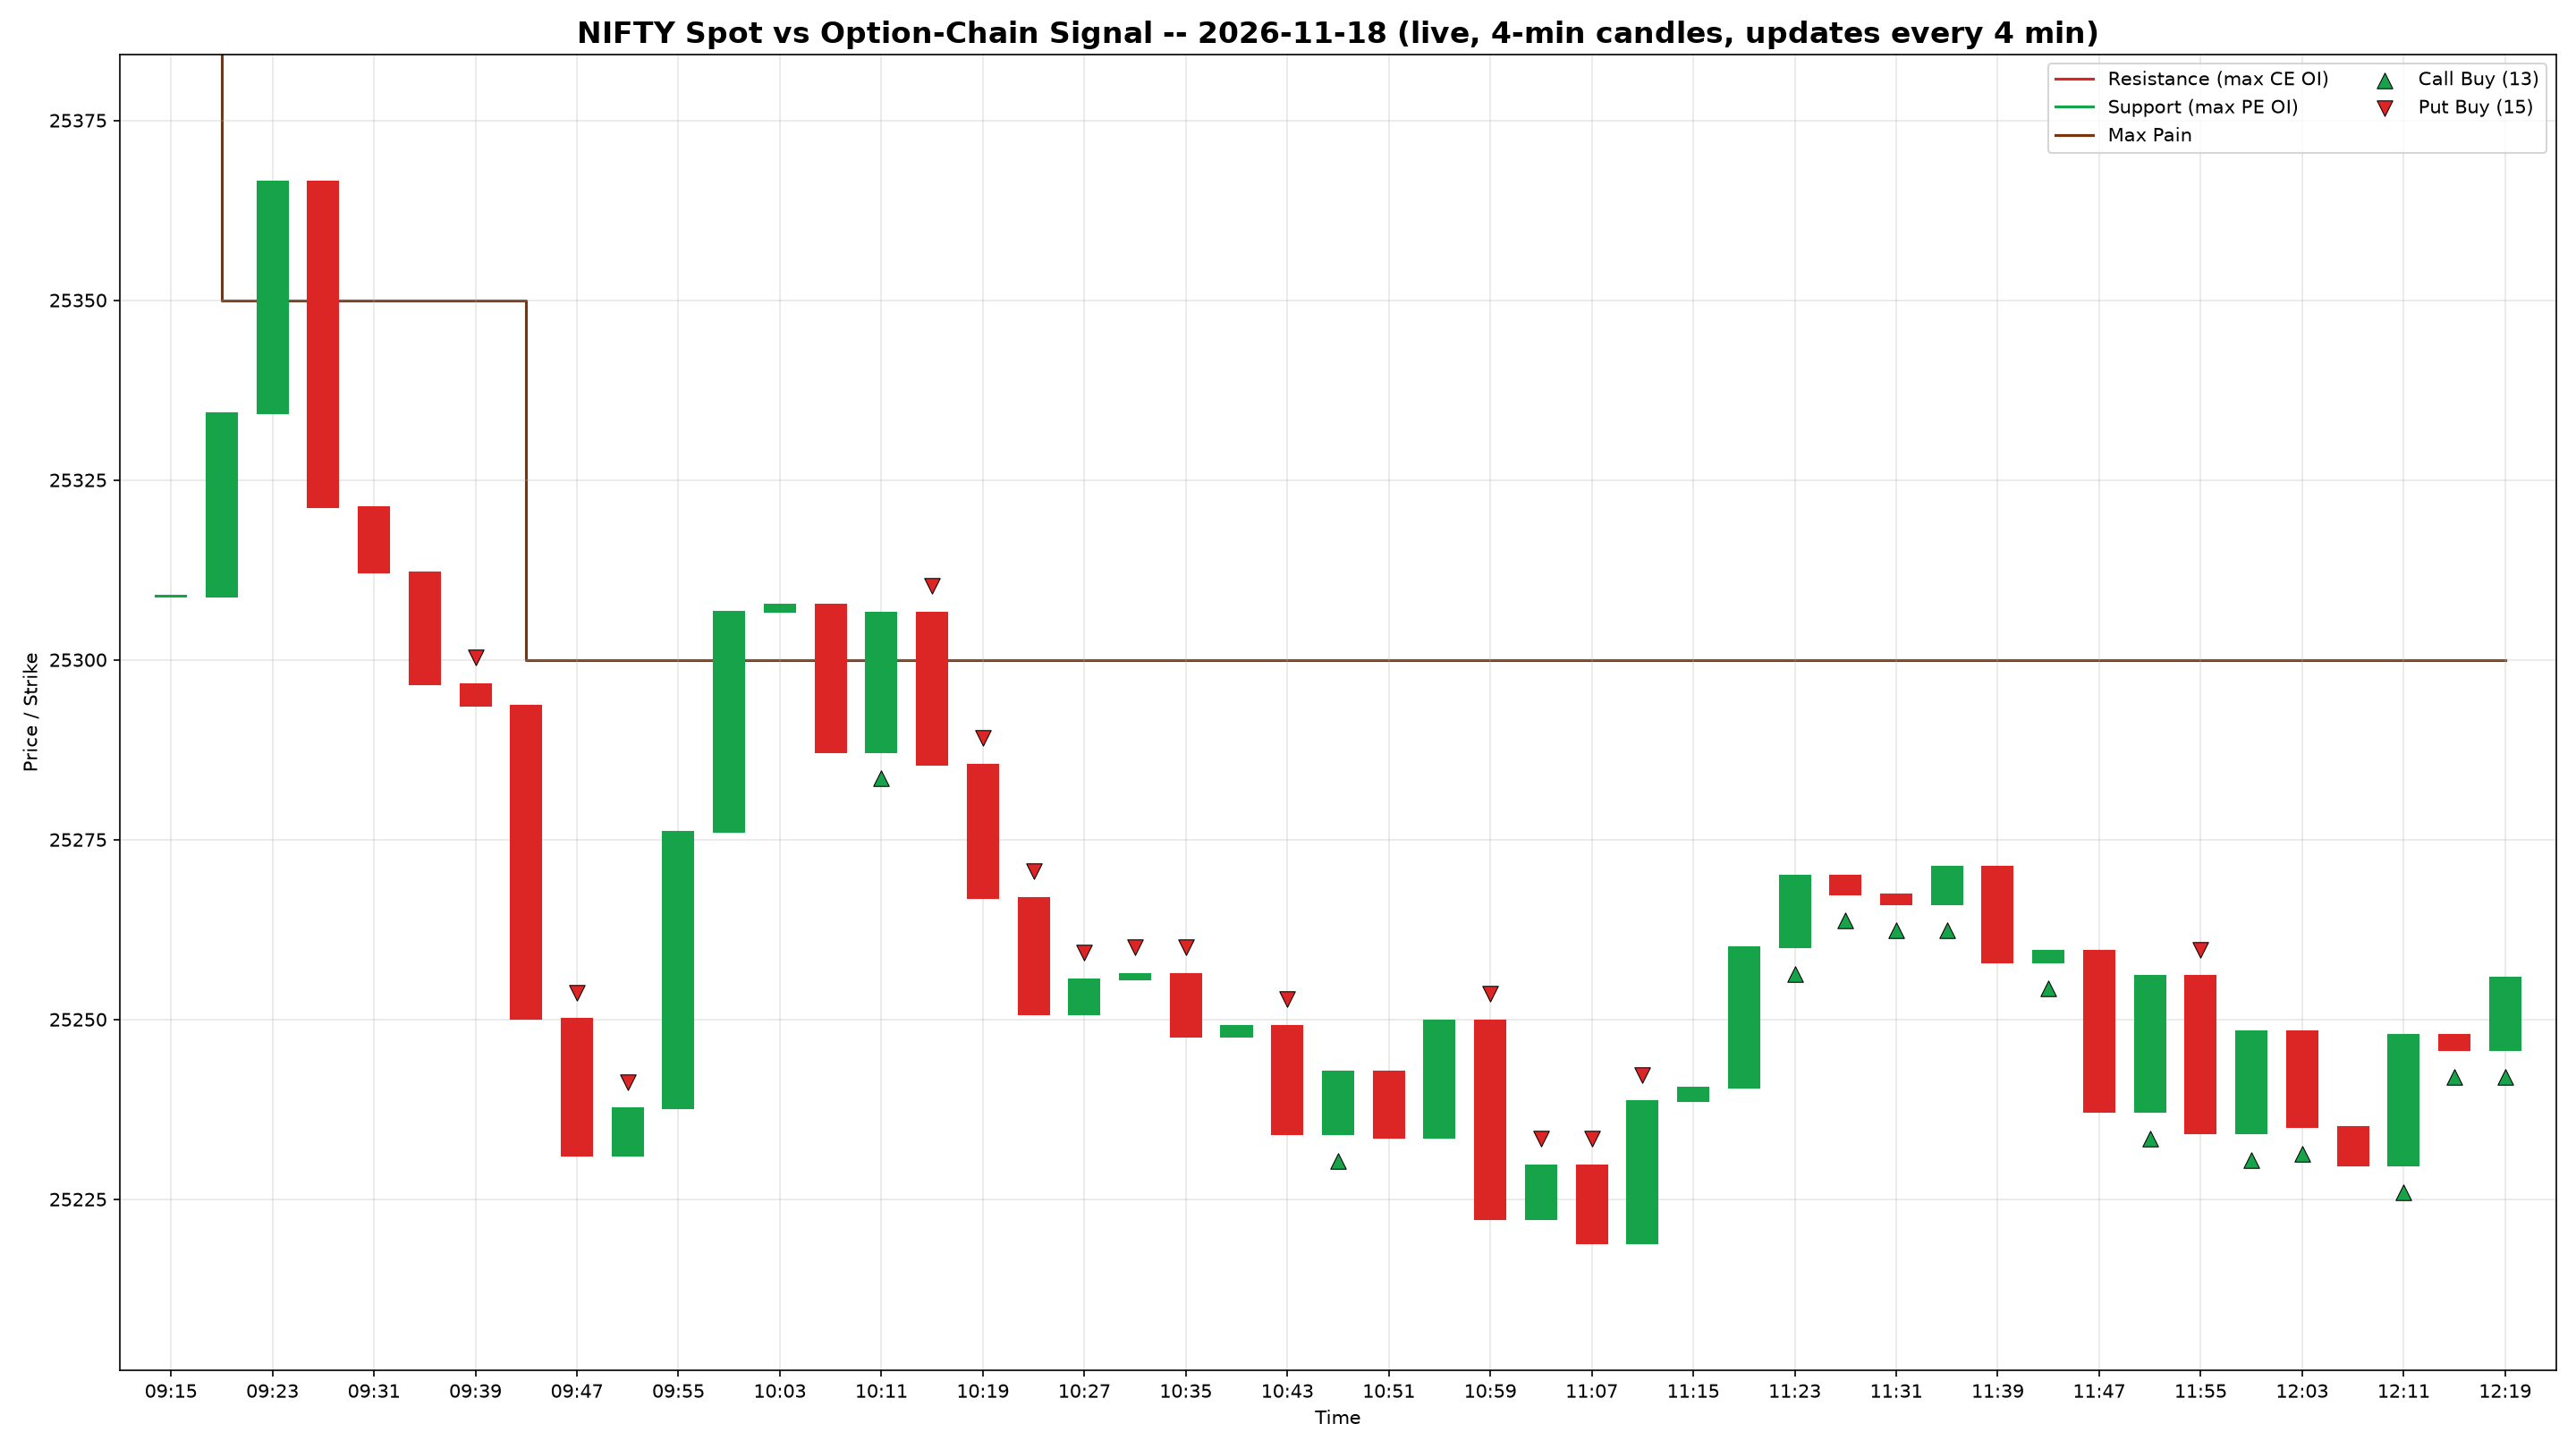 NIFTY Spot vs Option-Chain Signal -- 2026-11-18 (live, 4-min candles, updates every 4 min)
Resistance (max CE OI)
Support (max PE OI)
Max Pain
Call Buy (13)
Put Buy (15)
Price / Strike
25375
25350
25325
25300
25275
25250
25225
09:15 09:23 09:31 09:39 09:47 09:55 10:03 10:11 10:19 10:27 10:35 10:43 10:51 10:59 11:07 11:15 11:23 11:31 11:39 11:47 11:55 12:03 12:11 12:19
Time